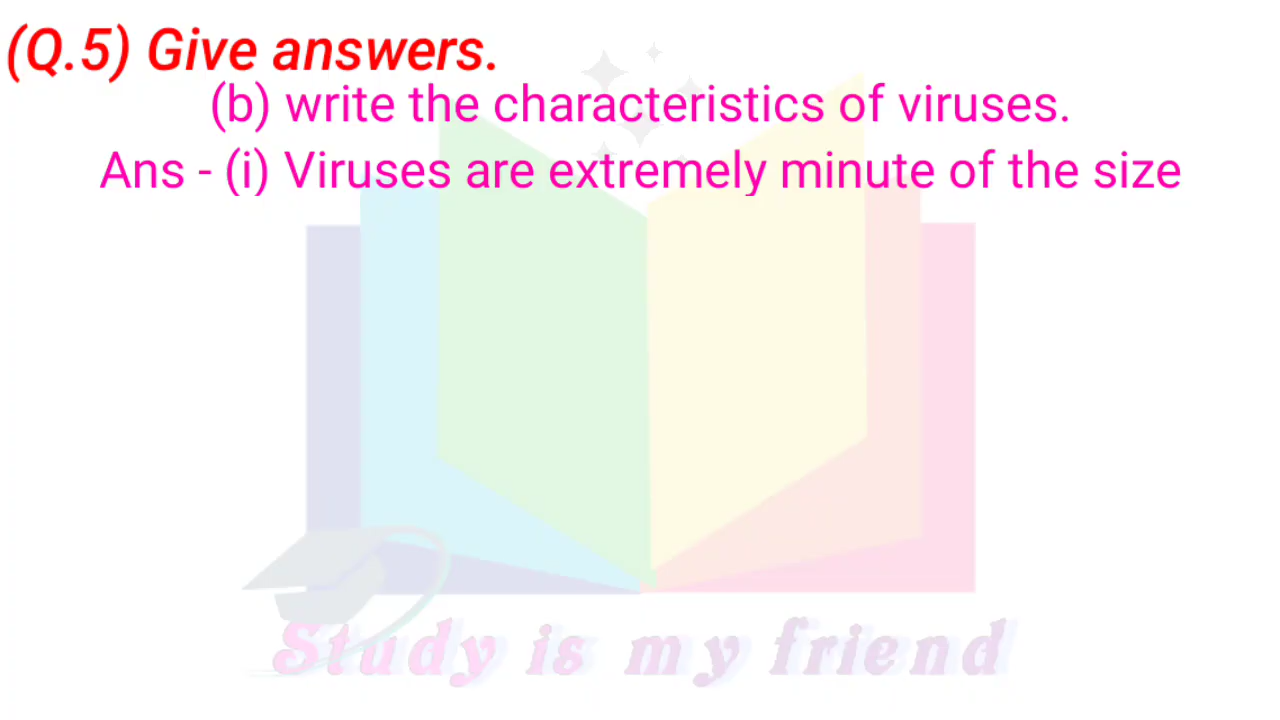 (Q.5) Give answers.
(b) write the characteristics of viruses.
Ans - (i) Viruses are extremely minute of the size
Study is my friend